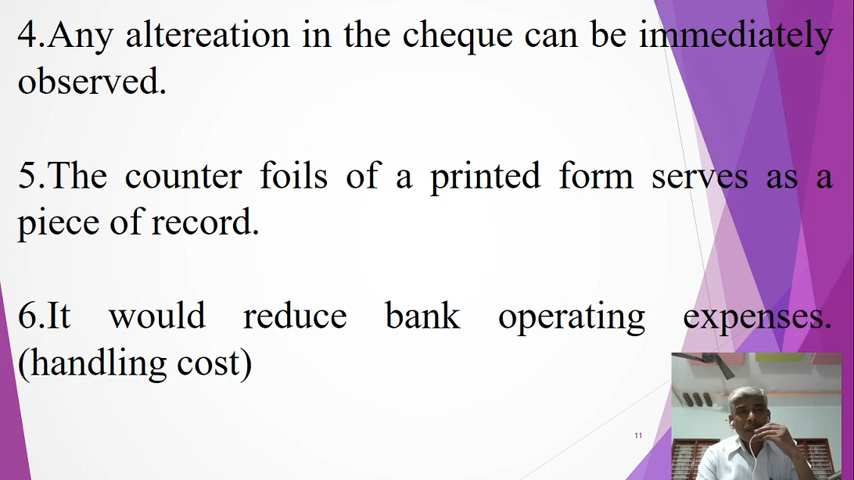 4.Any altereation in the cheque can be immediately
observed.
5.The counter foils of a printed form serves as a
piece of record.
6.It would reduce bank operating expenses.
(handling cost)
11